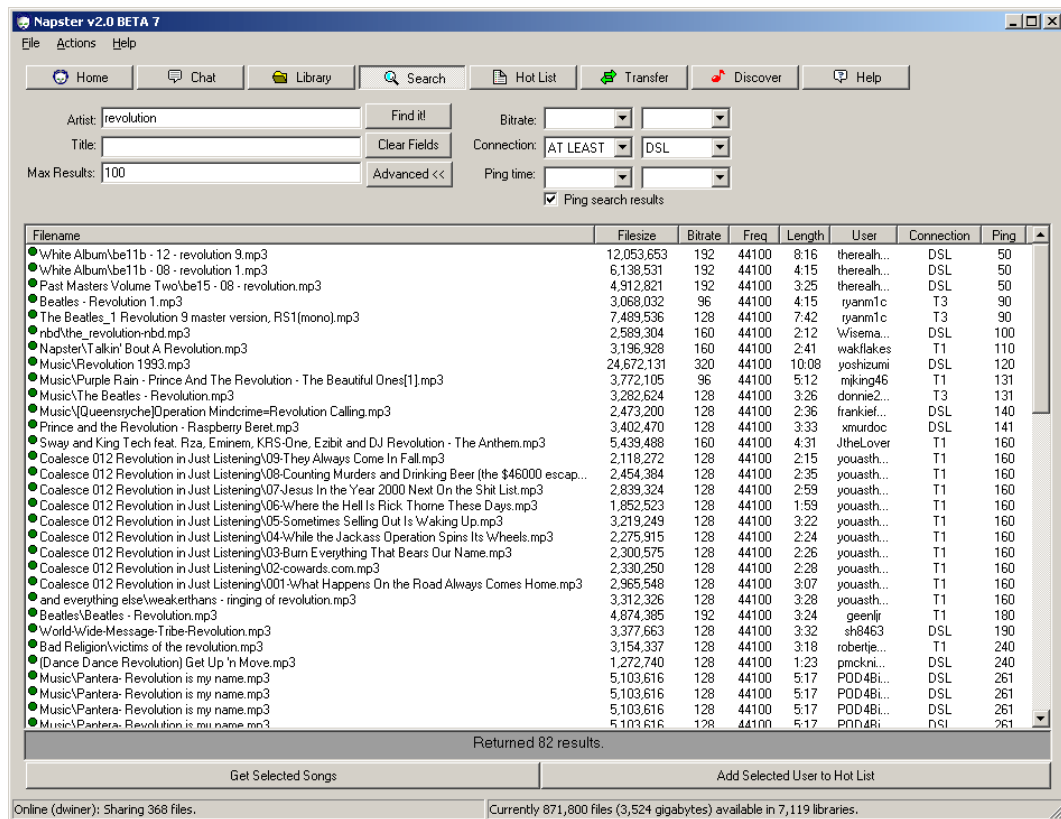 Napster v2.0 BETA 7
File Actions Help
Home Chat Library Search Hot List Transfer Discover Help
Artist: revolution Find it! Bitrate:
Title: Clear Fields Connection: AT LEAST DSL
Max Results: 100 Advanced << Ping time:
Ping search results
Filename Filesize Bitrate Freq Length User Connection Ping
White Album\be11b - 12 - revolution 9.mp3 12,053,653 192 44100 8:16 therealh... DSL 50
White Album\be11b - 08 - revolution 1.mp3 6,138,531 192 44100 4:15 therealh... DSL 50
Past Masters Volume Two\be15 - 08 - revolution.mp3 4,912,821 192 44100 3:25 therealh... DSL 50
Beatles - Revolution 1.mp3 3,068,032 96 44100 4:15 ryanm1c T3 90
The Beatles_1 Revolution 9 master version, RS1(mono).mp3 7,489,536 128 44100 7:42 ryanm1c T3 90
nbd\the_revolution-nbd.mp3 2,589,304 160 44100 2:12 Wisema... DSL 100
Napster\Talkin' Bout A Revolution.mp3 3,196,928 160 44100 2:41 wakflakes T1 110
Music\Revolution 1993.mp3 24,672,131 320 44100 10:08 yoshizumi DSL 120
Music\Purple Rain - Prince And The Revolution - The Beautiful Ones[1].mp3 3,772,105 96 44100 5:12 mjking46 T1 131
Music\The Beatles - Revolution.mp3 3,282,624 128 44100 3:26 donnie2... T3 131
Music\[Queensryche]Operation Mindcrime=Revolution Calling.mp3 2,473,200 128 44100 2:36 frankief... DSL 140
Prince and the Revolution - Raspberry Beret.mp3 3,402,470 128 44100 3:33 xmurdoc DSL 141
Sway and King Tech feat. Rza, Eminem, KRS-One, Ezibit and DJ Revolution - The Anthem.mp3 5,439,488 160 44100 4:31 JtheLover T1 160
Coalesce 012 Revolution in Just Listening\09-They Always Come In Fall.mp3 2,118,272 128 44100 2:15 youasth... T1 160
Coalesce 012 Revolution in Just Listening\08-Counting Murders and Drinking Beer (the $46000 escap... 2,454,384 128 44100 2:35 youasth... T1 160
Coalesce 012 Revolution in Just Listening\07-Jesus In the Year 2000 Next On the Shit List.mp3 2,839,324 128 44100 2:59 youasth... T1 160
Coalesce 012 Revolution in Just Listening\06-Where the Hell Is Rick Thorne These Days.mp3 1,852,523 128 44100 1:59 youasth... T1 160
Coalesce 012 Revolution in Just Listening\05-Sometimes Selling Out Is Waking Up.mp3 3,219,249 128 44100 3:22 youasth... T1 160
Coalesce 012 Revolution in Just Listening\04-While the Jackass Operation Spins Its Wheels.mp3 2,275,915 128 44100 2:24 youasth... T1 160
Coalesce 012 Revolution in Just Listening\03-Burn Everything That Bears Our Name.mp3 2,300,575 128 44100 2:26 youasth... T1 160
Coalesce 012 Revolution in Just Listening\02-cowards.com.mp3 2,330,250 128 44100 2:28 youasth... T1 160
Coalesce 012 Revolution in Just Listening\001-What Happens On the Road Always Comes Home.mp3 2,965,548 128 44100 3:07 youasth... T1 160
and everything else\weakerthans - ringing of revolution.mp3 3,312,326 128 44100 3:28 youasth... T1 160
Beatles\Beatles - Revolution.mp3 4,874,385 192 44100 3:24 geenljr T1 180
World-Wide-Message-Tribe-Revolution.mp3 3,377,663 128 44100 3:32 sh8463 DSL 190
Bad Religion\victims of the revolution.mp3 3,154,337 128 44100 3:18 robertje... T1 240
(Dance Dance Revolution) Get Up 'n Move.mp3 1,272,740 128 44100 1:23 pmckni... DSL 240
Music\Pantera- Revolution is my name.mp3 5,103,616 128 44100 5:17 POD4Bi... DSL 261
Music\Pantera- Revolution is my name.mp3 5,103,616 128 44100 5:17 POD4Bi... DSL 261
Music\Pantera- Revolution is my name.mp3 5,103,616 128 44100 5:17 POD4Bi... DSL 261
Music\Pantera- Revolution is my name.mp3 5,103,616 128 44100 5:17 POD4Bi... DSL 261
Returned 82 results.
Get Selected Songs Add Selected User to Hot List
Online (dwiner): Sharing 368 files. Currently 871,800 files (3,524 gigabytes) available in 7,119 libraries.